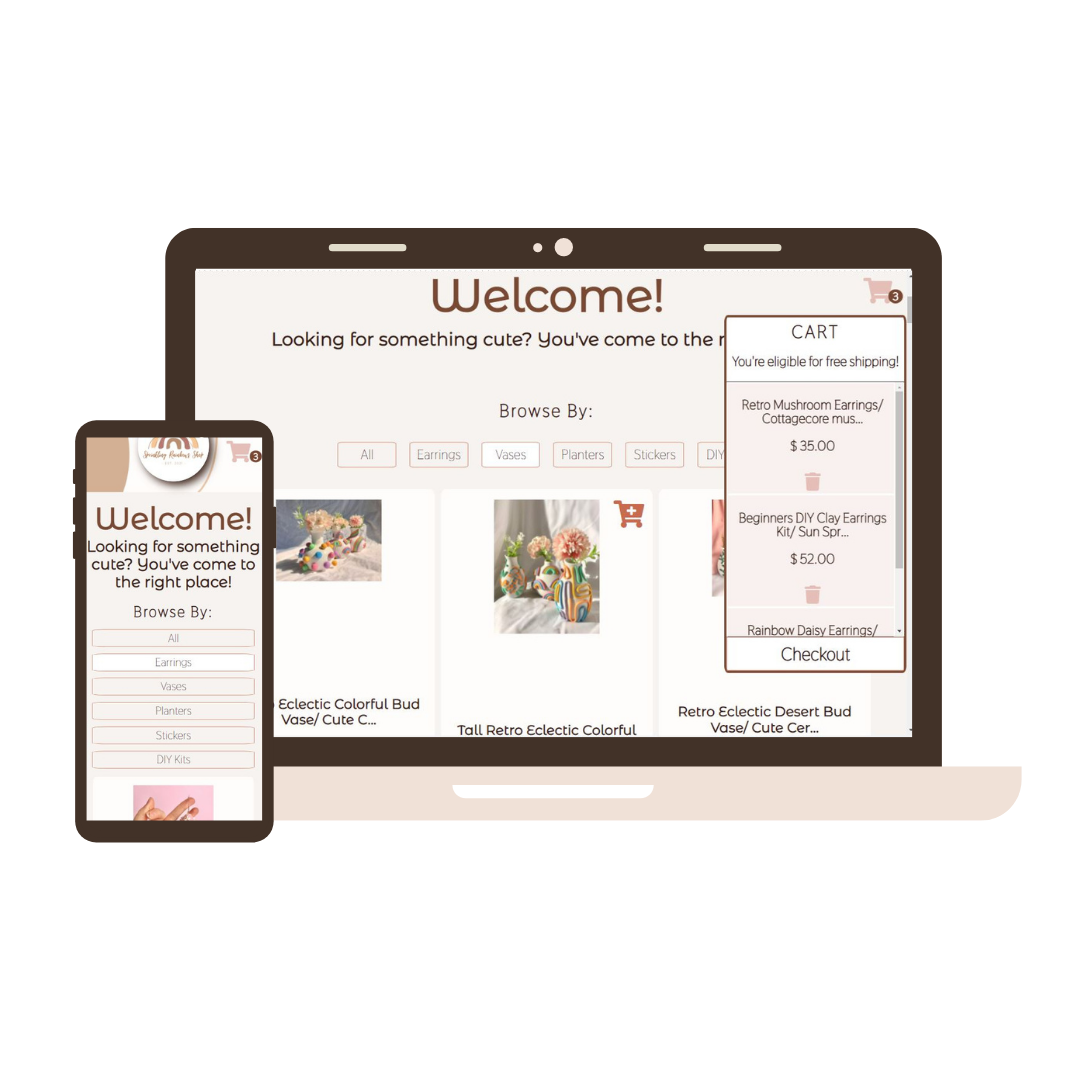 Welcome!
3
Looking for something cute? You've come to the r
CART
You're eligible for free shipping!
Browse By:
All
Earrings
Vases
Planters
Stickers
DIY
Retro Mushroom Earrings/
Cottagecore mus...
$ 35.00
Beginners DIY Clay Earrings
Kit/ Sun Spr...
$ 52.00
Rainbow Daisy Earrings/
Checkout
Eclectic Colorful Bud
Vase/ Cute C...
Tall Retro Eclectic Colorful
Retro Eclectic Desert Bud
Vase/ Cute Cer...
Sparkling Rainbows Shop
3
Welcome!
Looking for something
cute? You've come to
the right place!
Browse By:
All
Earrings
Vases
Planters
Stickers
DIY Kits